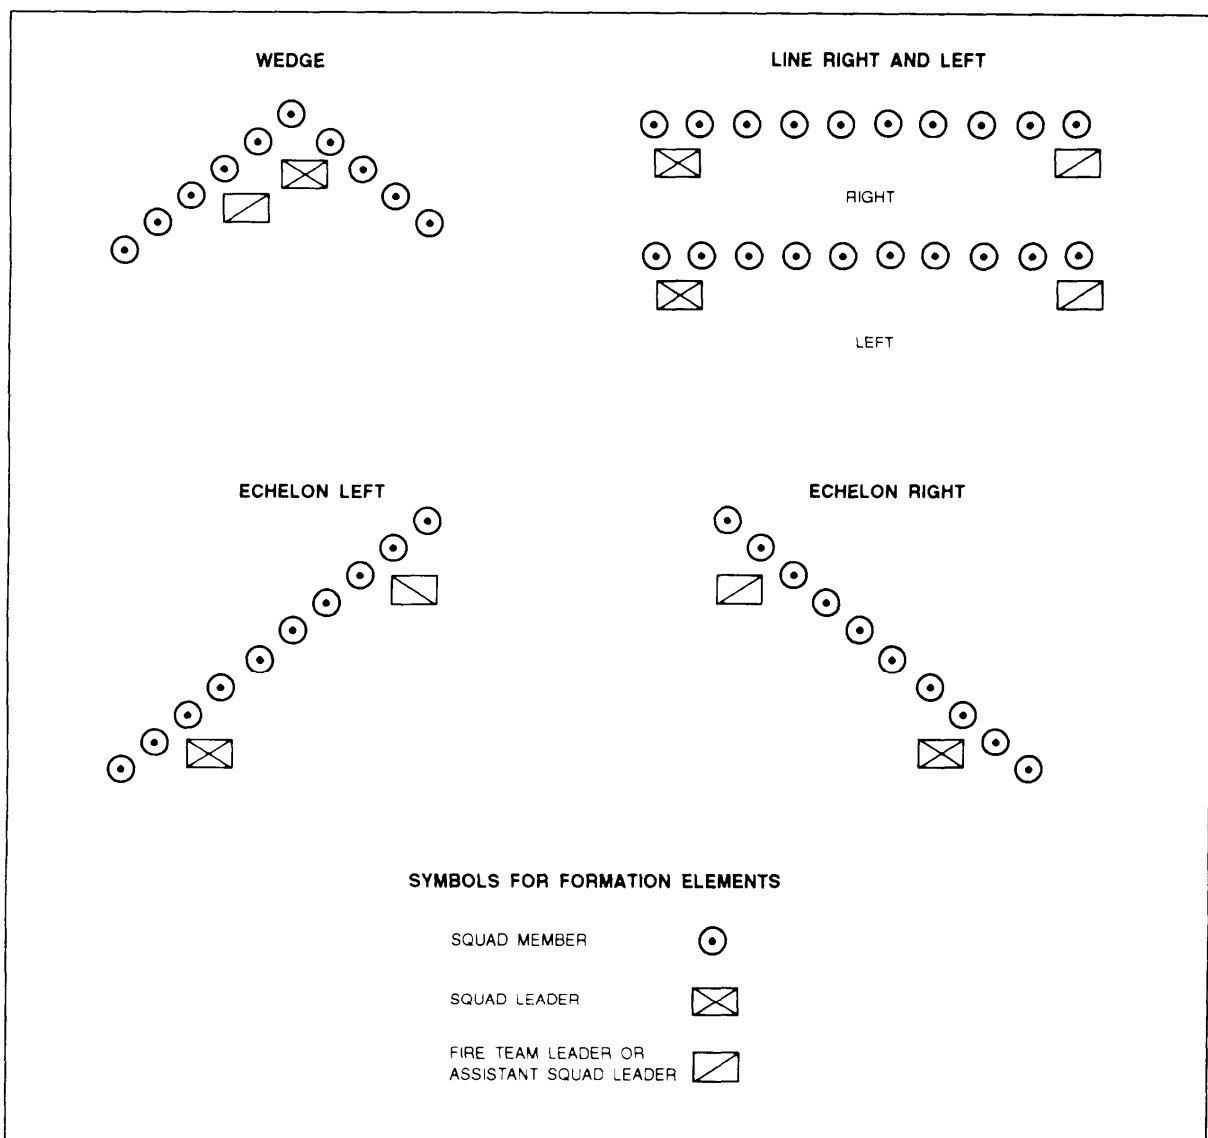 WEDGE
LINE RIGHT AND LEFT
RIGHT
LEFT
ECHELON LEFT
ECHELON RIGHT
SYMBOLS FOR FORMATION ELEMENTS
SQUAD MEMBER
SQUAD LEADER
FIRE TEAM LEADER OR
ASSISTANT SQUAD LEADER